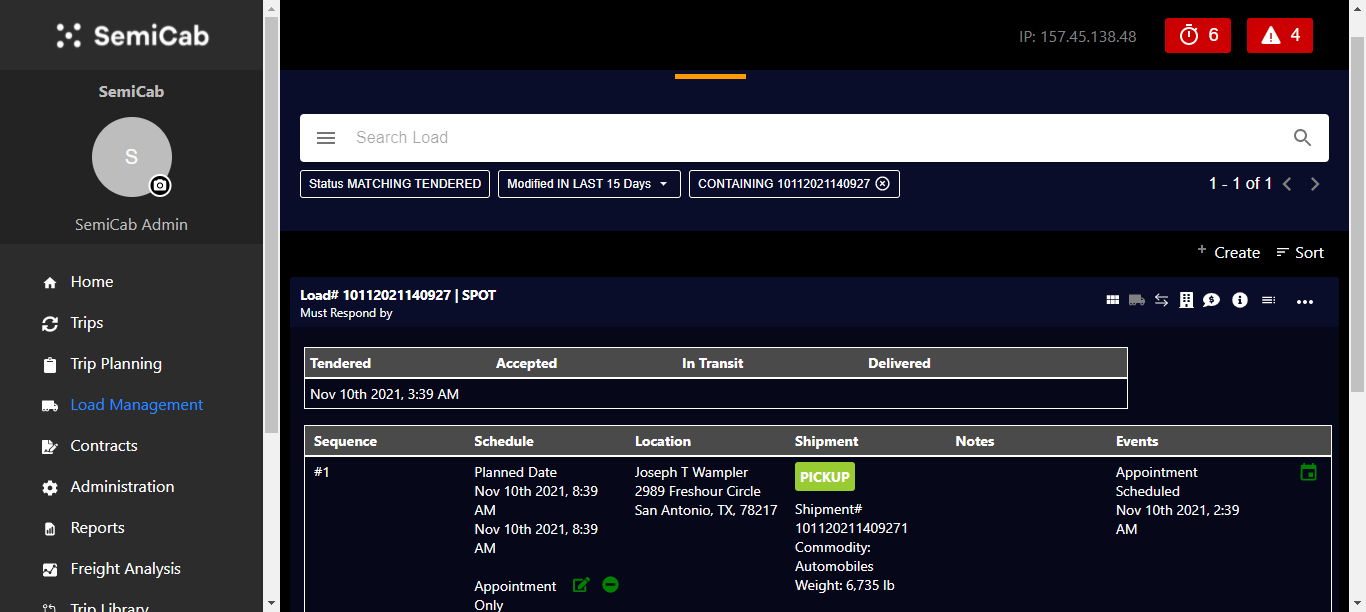 SemiCab
IP: 157.45.138.48
6
4
SemiCab
S
SemiCab Admin
Search Load
Status MATCHING TENDERED
Modified IN LAST 15 Days
CONTAINING 10112021140927
1 - 1 of 1
Create
Sort
Home
Trips
Trip Planning
Load Management
Contracts
Administration
Reports
Freight Analysis
Trip Library
Load# 10112021140927 | SPOT
Must Respond by
Tendered Accepted In Transit Delivered
Nov 10th 2021, 3:39 AM
Sequence Schedule Location Shipment Notes Events
#1
Planned Date
Nov 10th 2021, 8:39
AM
Nov 10th 2021, 8:39
AM
Appointment
Only
Joseph T Wampler
2989 Freshour Circle
San Antonio, TX, 78217
PICKUP
Shipment#
101120211409271
Commodity:
Automobiles
Weight: 6,735 lb
Appointment
Scheduled
Nov 10th 2021, 2:39
AM